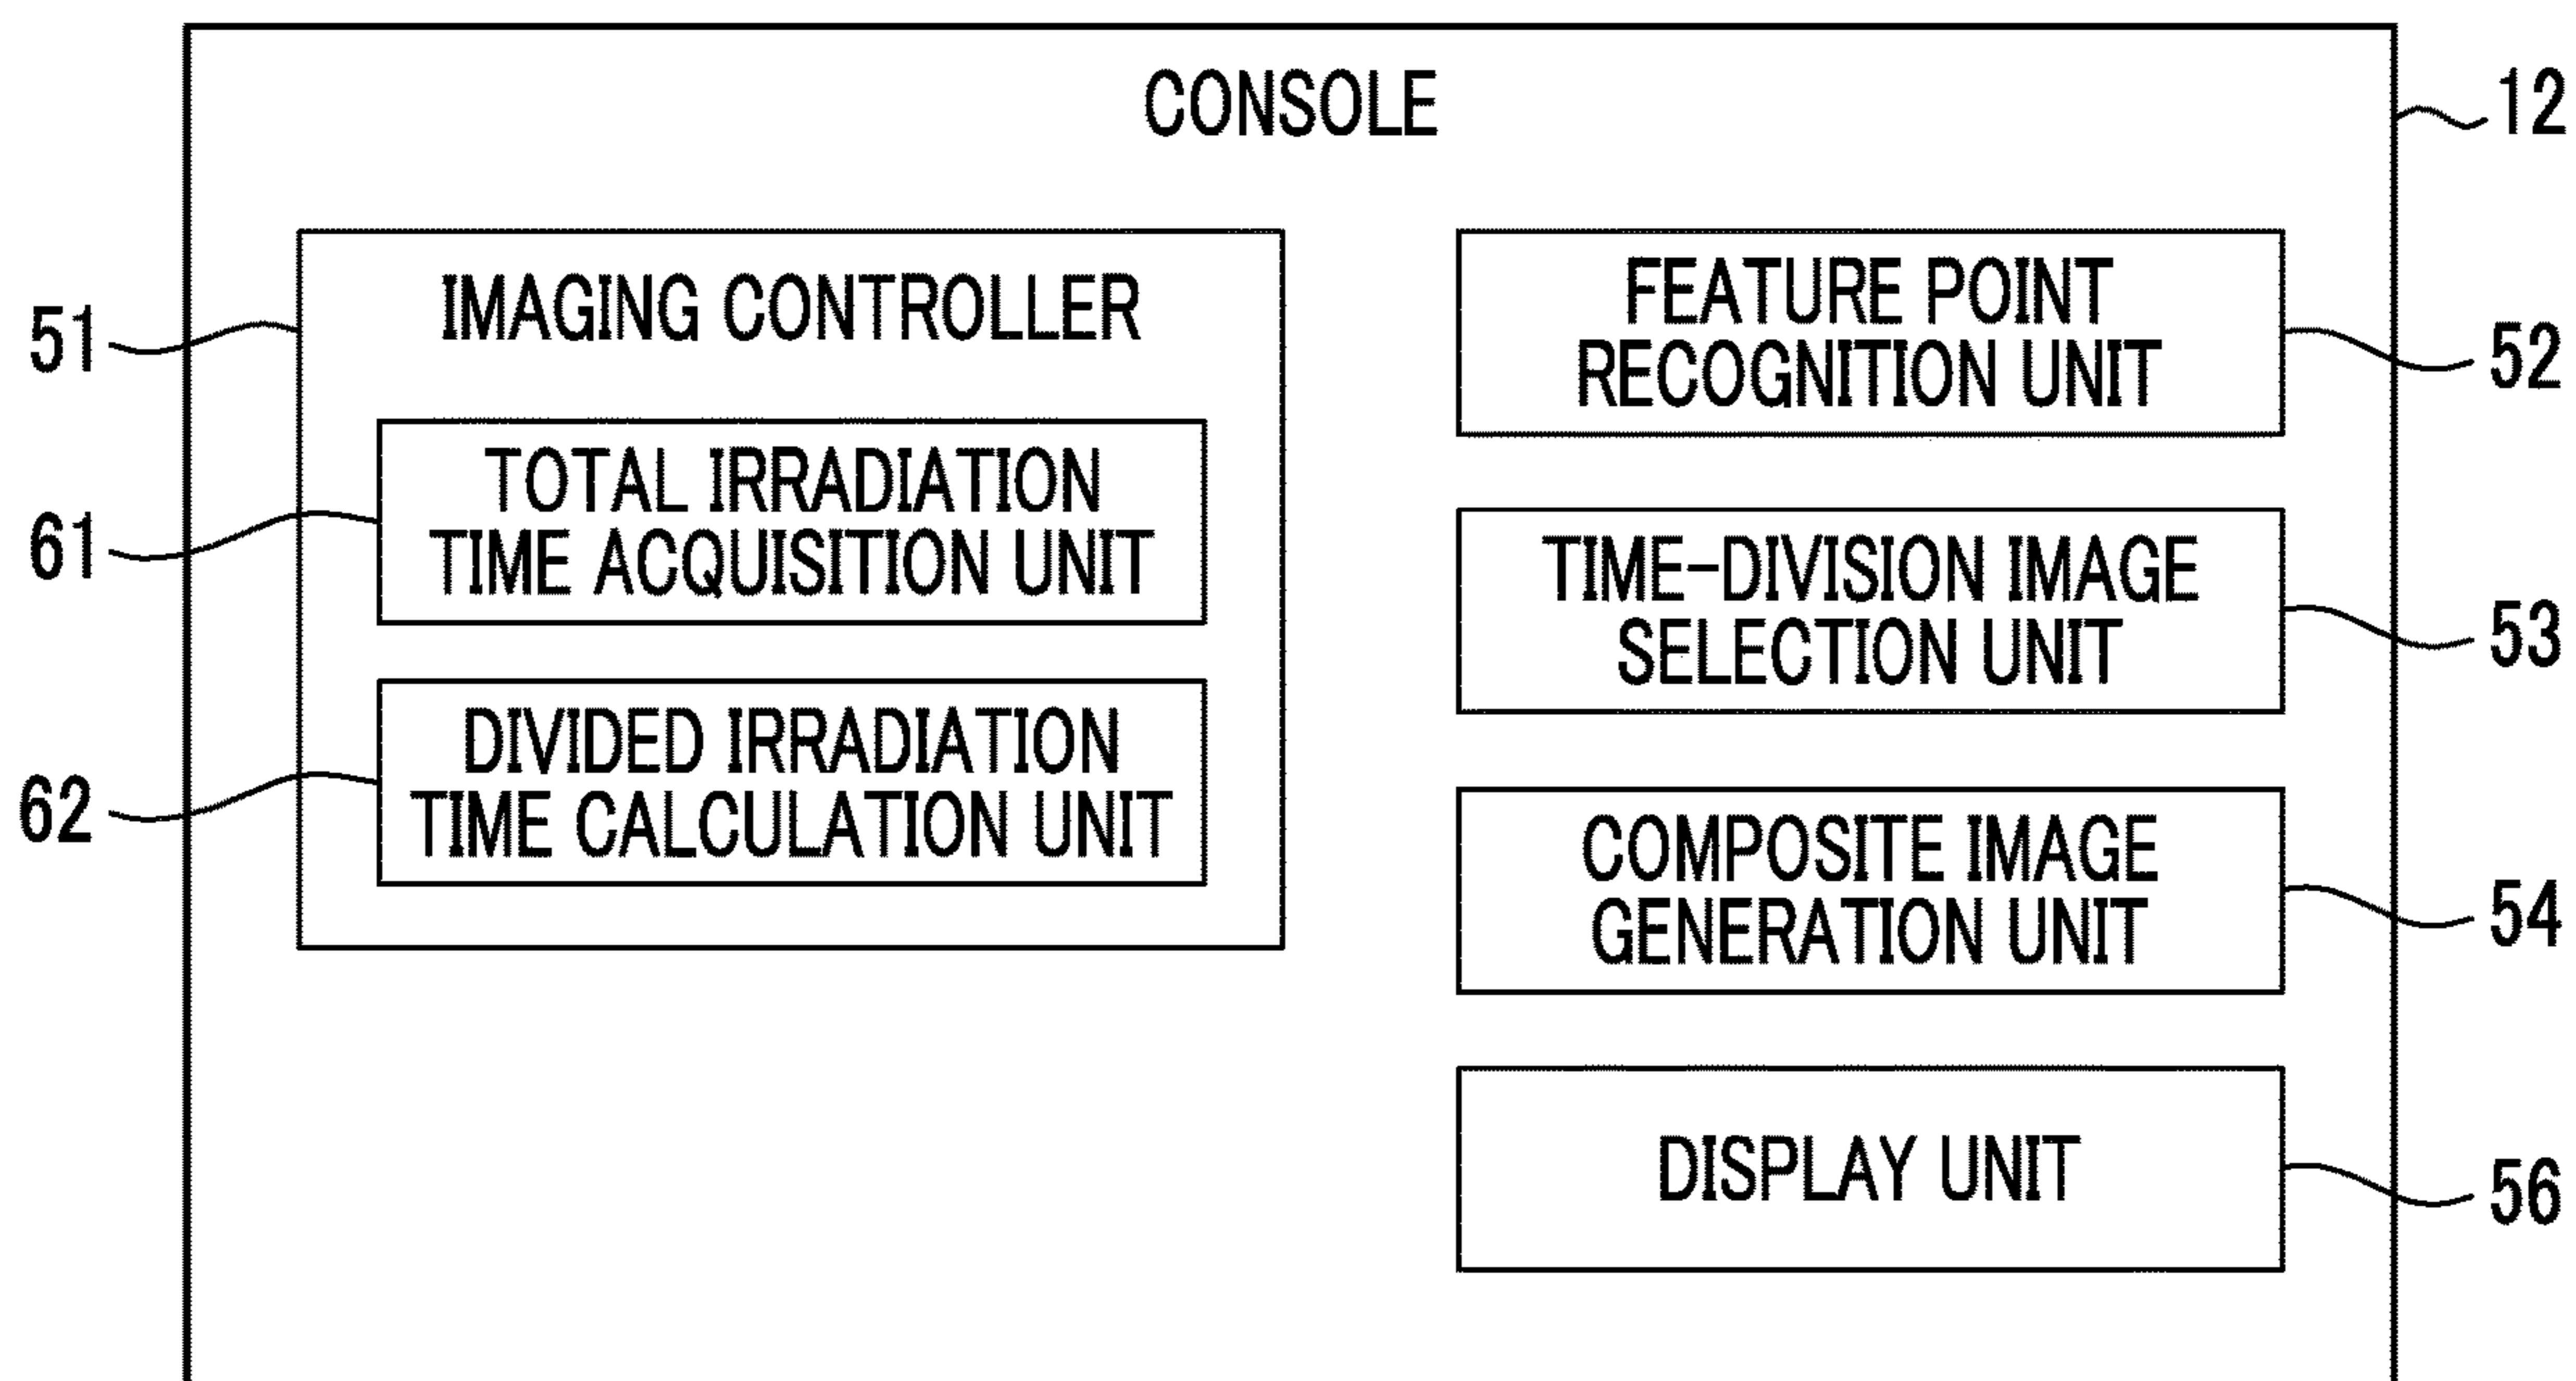 CONSOLE
12
51
IMAGING CONTROLLER
61
TOTAL IRRADIATION
TIME ACQUISITION UNIT
62
DIVIDED IRRADIATION
TIME CALCULATION UNIT
FEATURE POINT
RECOGNITION UNIT
52
TIME-DIVISION IMAGE
SELECTION UNIT
53
COMPOSITE IMAGE
GENERATION UNIT
54
DISPLAY UNIT
56